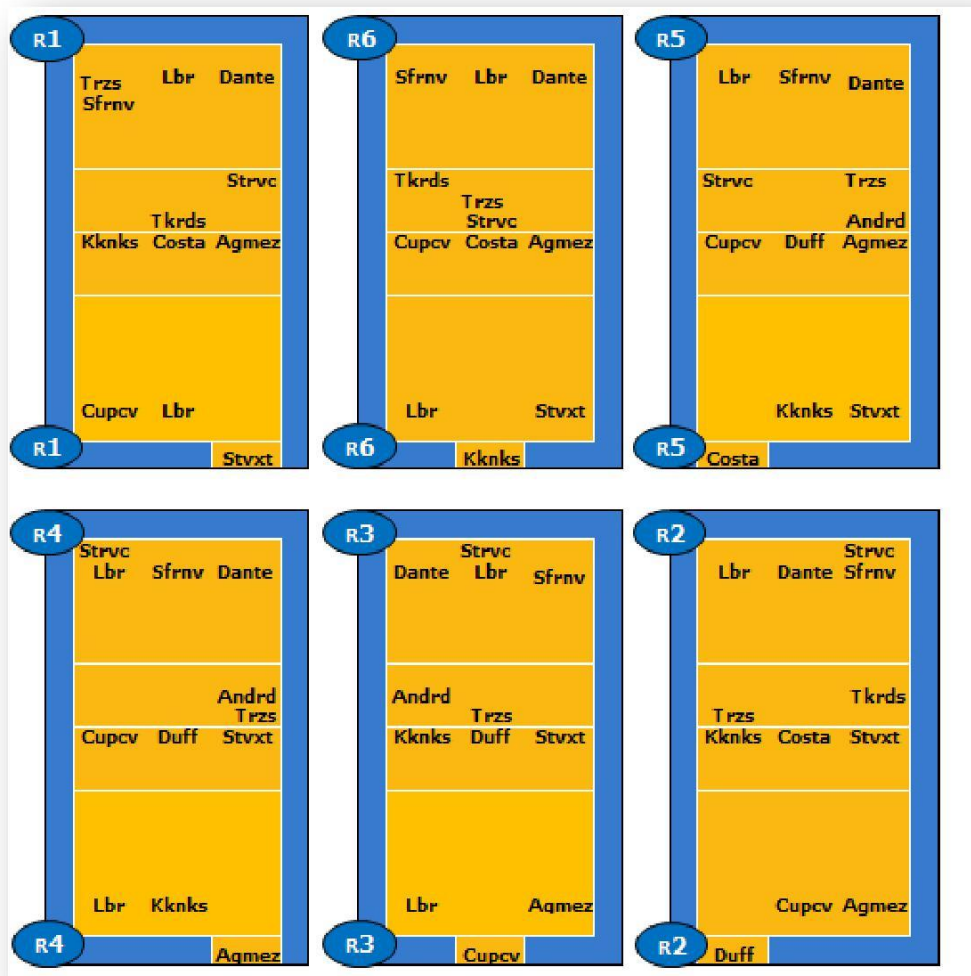 R1
Trzs Lbr Dante
Sfrnv
Strvc
Tkrds
Kknks Costa Agmez
Cupcv Lbr
R1
Stvxt
R6
Sfrnv Lbr Dante
Tkrds
Trzs
Strvc
Cupcv Costa Agmez
Lbr Stvxt
R6
Kknks
R5
Lbr Sfrnv Dante
Strvc Trzs
Andrd
Cupcv Duff Agmez
Kknks Stvxt
R5
Costa
R4
Strvc
Lbr Sfrnv Dante
Andrd
Trzs
Cupcv Duff Stvxt
Lbr Kknks
R4
Agmez
R3
Strvc
Dante Lbr Sfrnv
Andrd
Trzs
Kknks Duff Stvxt
Lbr Agmez
R3
Cupcv
R2
Strvc
Lbr Dante Sfrnv
Tkrds
Trzs
Kknks Costa Stvxt
Cupcv Agmez
R2
Duff